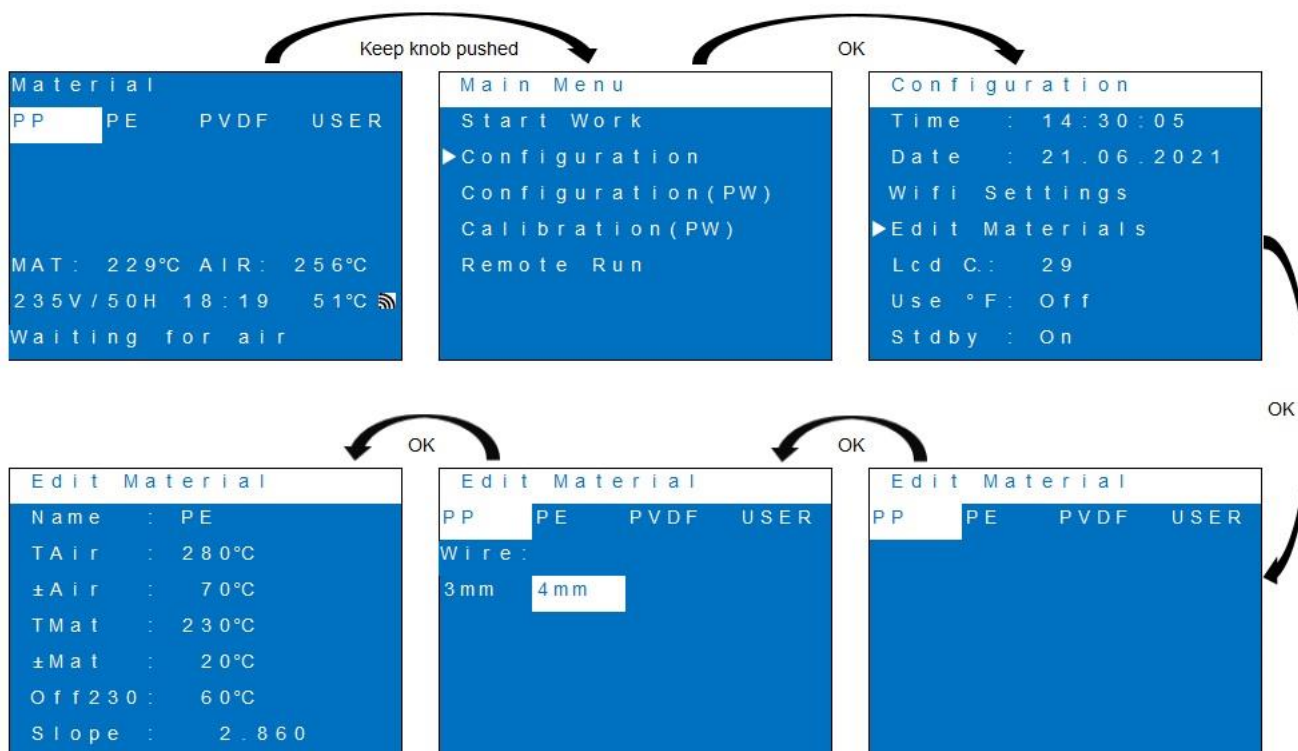 Keep knob pushed
OK
Material
PP PE PVDF USER
MAT: 229°C AIR: 256°C
235V/50H 18:19 51°C
Waiting for air
Main Menu
Start Work
▶Configuration
Configuration(PW)
Calibration(PW)
Remote Run
Configuration
Time : 14:30:05
Date : 21.06.2021
Wifi Settings
▶Edit Materials
Lcd C.: 29
Use °F: Off
Stdby : On
OK
OK
OK
Edit Material
PP PE PVDF USER
Edit Material
PP PE PVDF USER
Wire:
3mm 4mm
Edit Material
Name : PE
TAir : 280°C
±Air : 70°C
TMat : 230°C
±Mat : 20°C
Off230: 60°C
Slope : 2.860